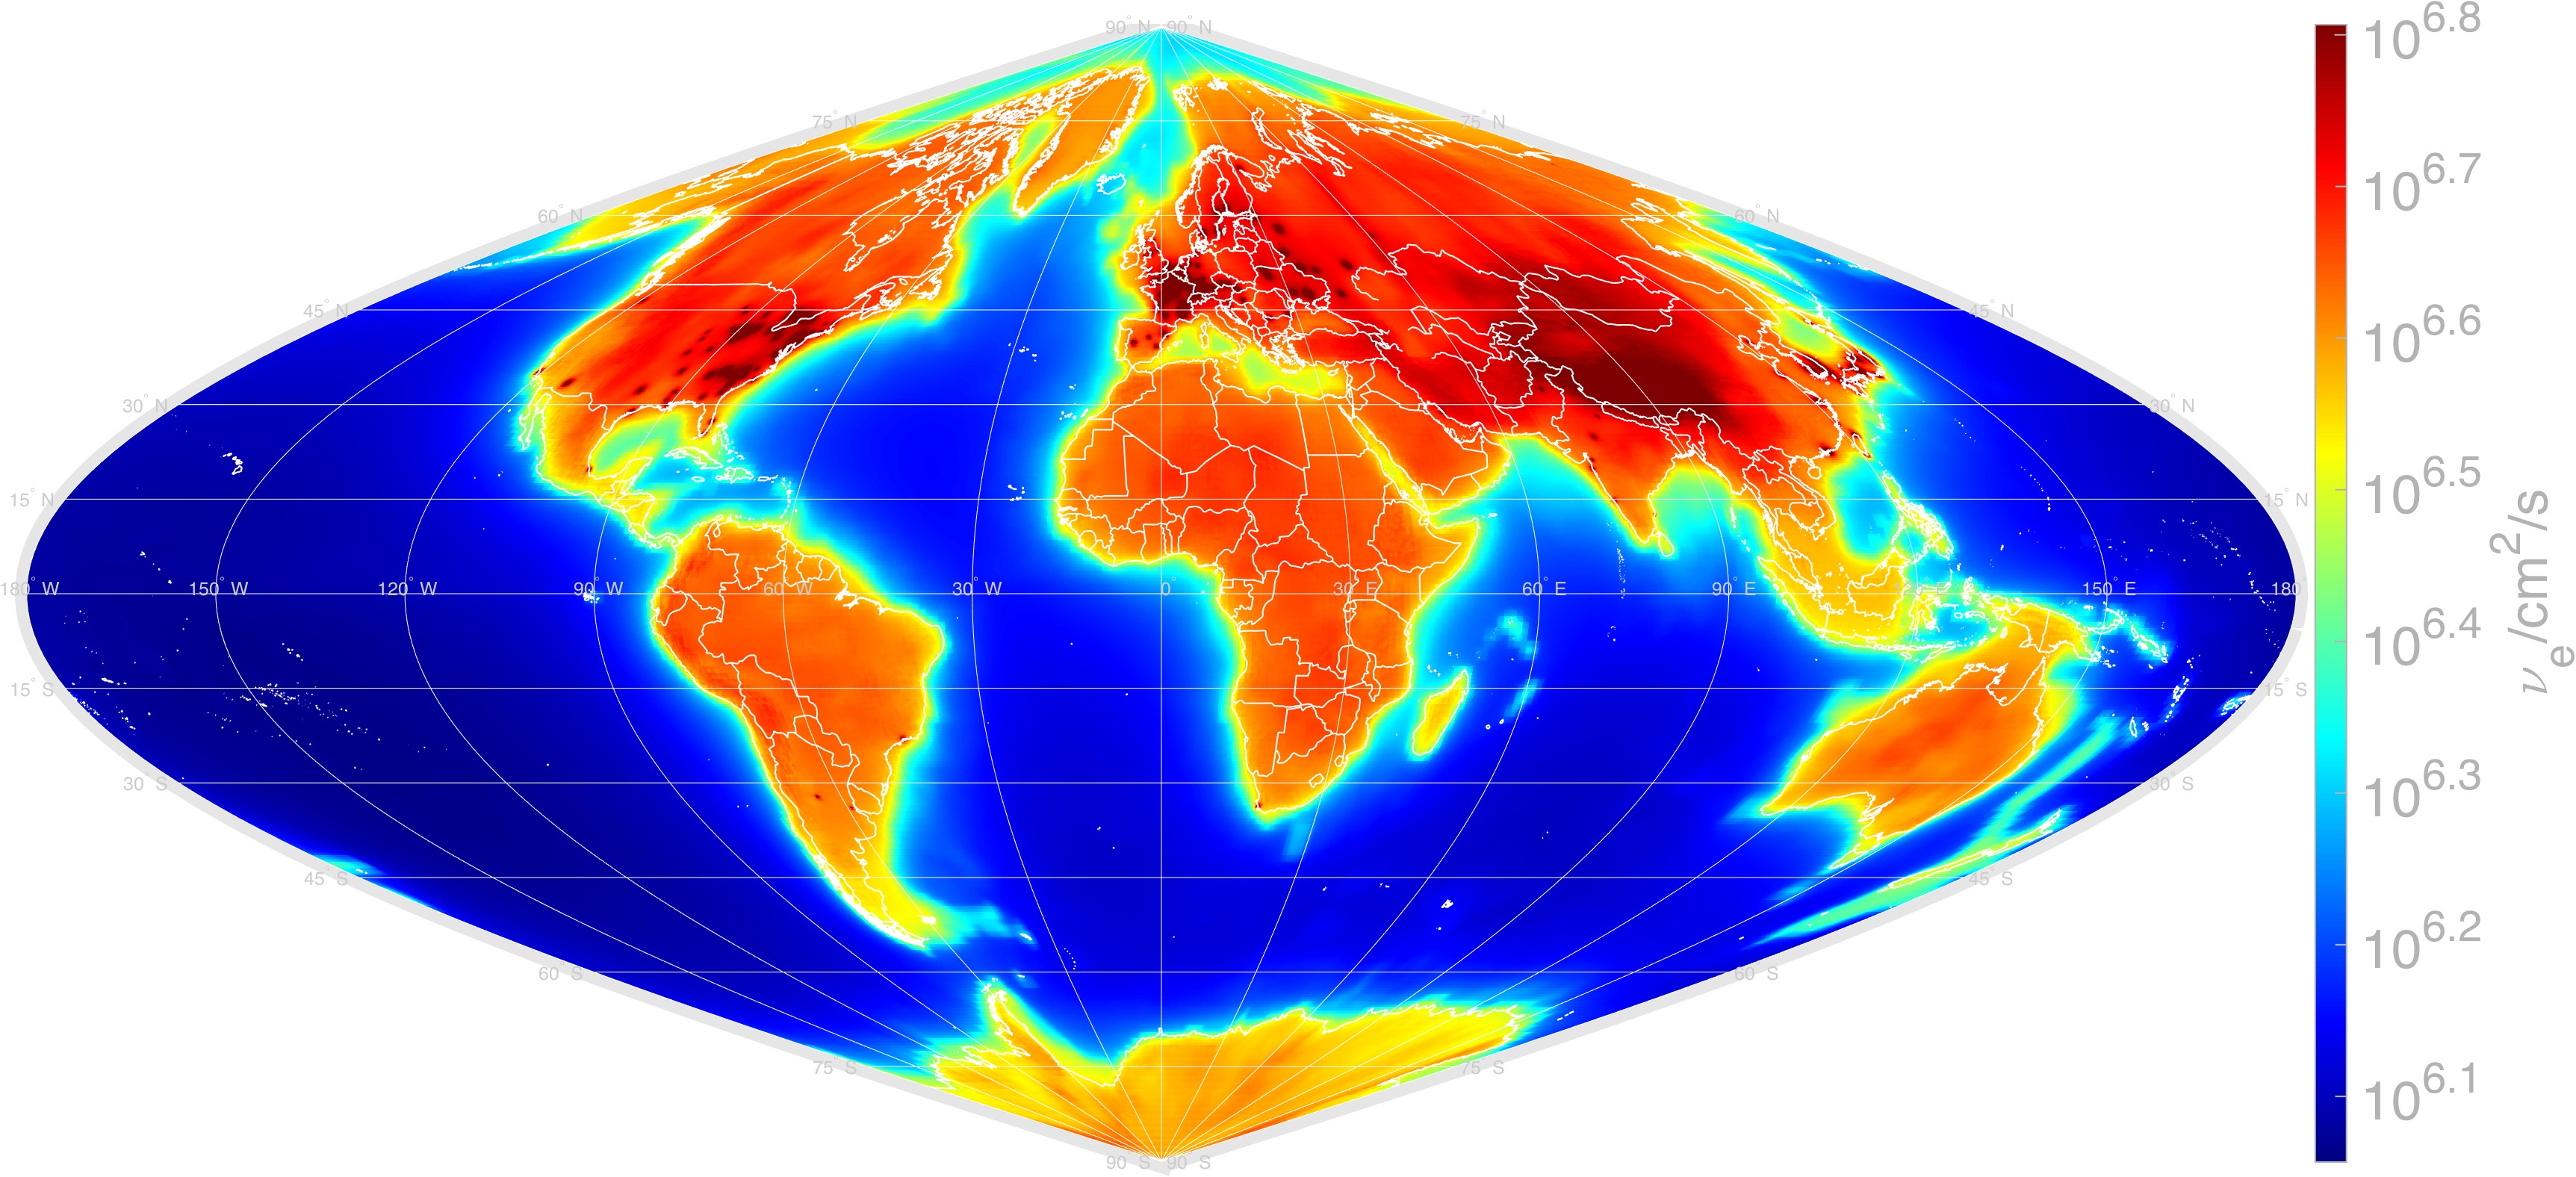 90° N 90° N
75° N 75° N
60° N 60° N
45° N 45° N
30° N 30° N
15° N 15° N
180° W 150° W 120° W 90° W 60° W 30° W 0° 30° E 60° E 90° E 150° E 180°
15° S 15° S
30° S 30° S
45° S 45° S
60° S 60° S
75° S 75° S
90° S 90° S
10^6.8
10^6.7
10^6.6
10^6.5
10^6.4
10^6.3
10^6.2
10^6.1
ν_e/cm²/s